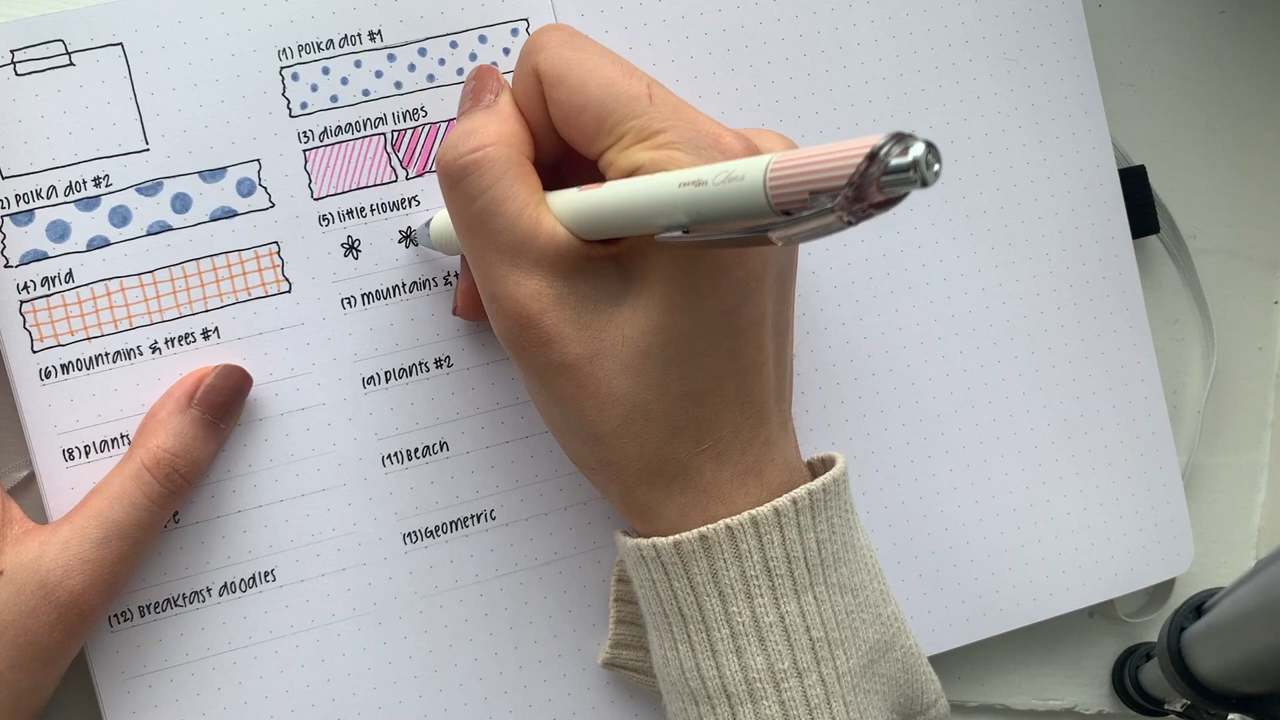 (1) polka dot #1
2) polka dot #2
(3) diagonal lines
(4) grid
(5) little flowers
(6) mountains & trees #1
(7) mountains & t
(8) plants
(9) plants #2
(11) Beach
(12) Breakfast doodles
(13) Geometric